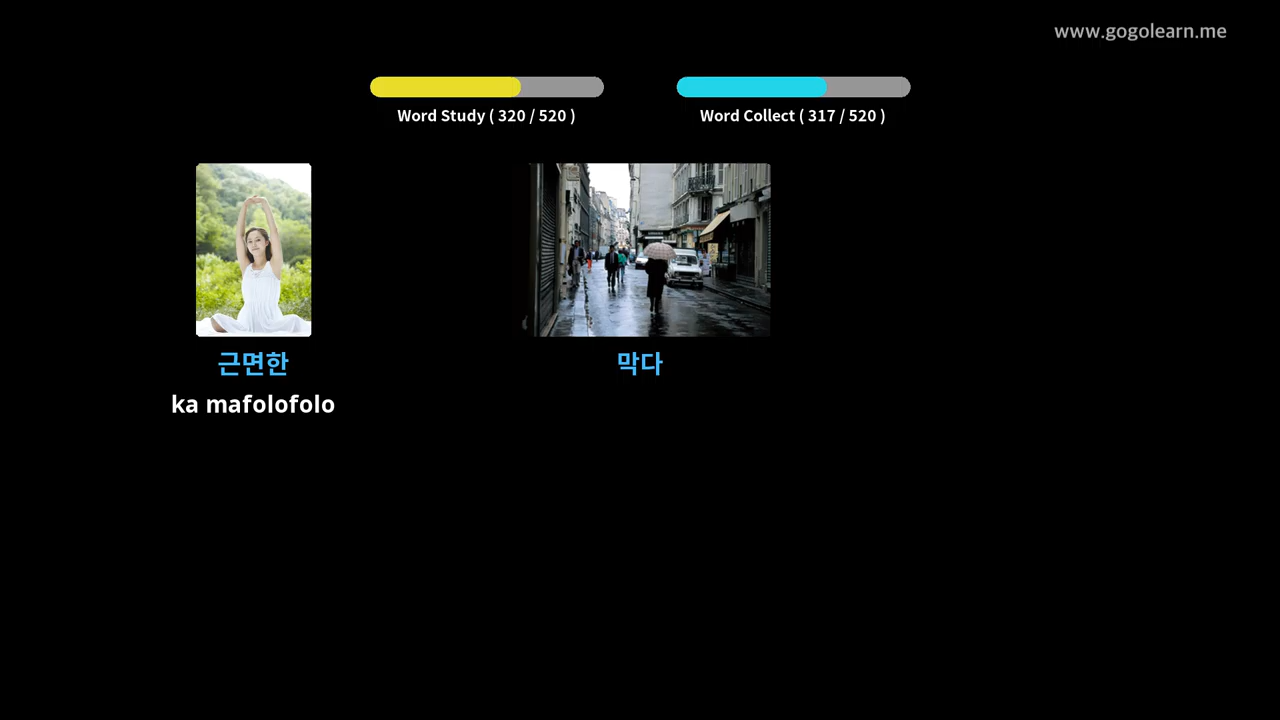 www.gogolearn.me
Word Study ( 320 / 520 )
Word Collect ( 317 / 520 )
근면한
막다
ka mafolofolo